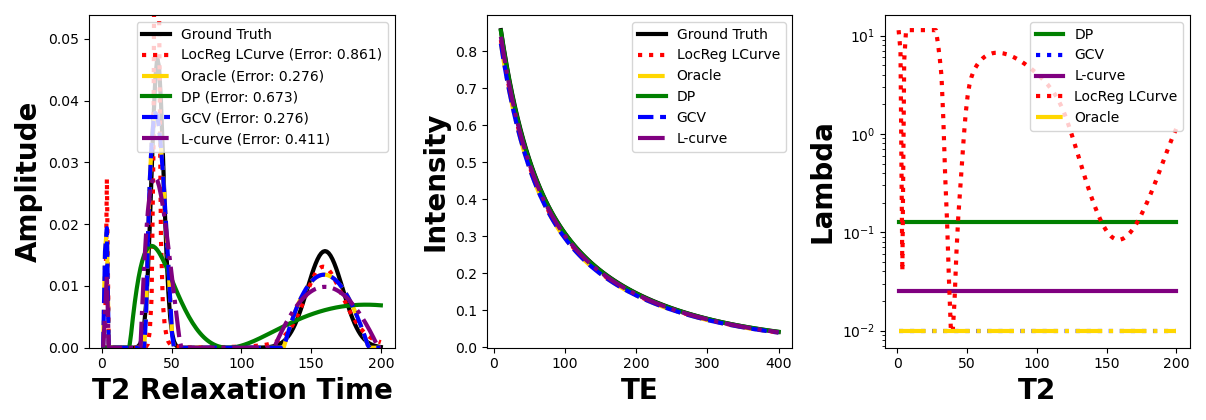 Amplitude
0.05
0.04
0.03
0.02
0.01
0.00
0
50
100
150
200
T2 Relaxation Time
Ground Truth
LocReg LCurve (Error: 0.861)
Oracle (Error: 0.276)
DP (Error: 0.673)
GCV (Error: 0.276)
L-curve (Error: 0.411)
Intensity
0.8
0.7
0.6
0.5
0.4
0.3
0.2
0.1
0.0
0
100
200
300
400
TE
Ground Truth
LocReg LCurve
Oracle
DP
GCV
L-curve
Lambda
10¹
10⁰
10⁻¹
10⁻²
0
50
100
150
200
T2
DP
GCV
L-curve
LocReg LCurve
Oracle